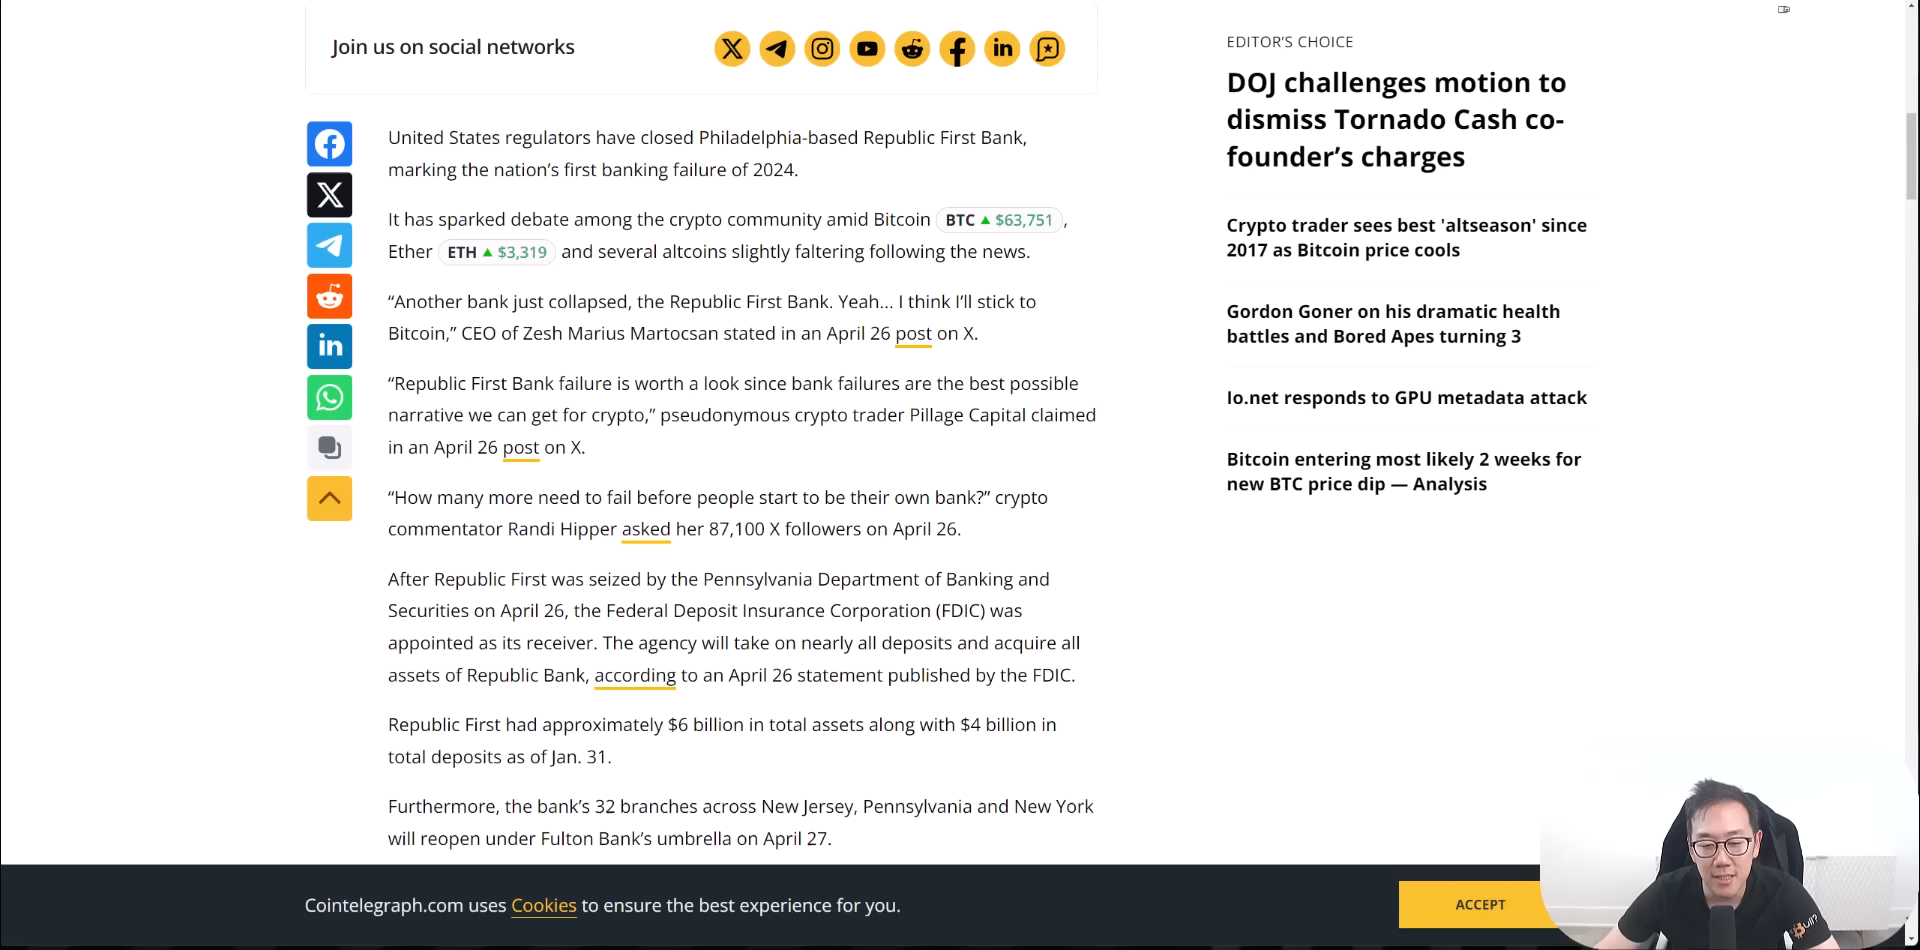 Join us on social networks
United States regulators have closed Philadelphia-based Republic First Bank,
marking the nation’s first banking failure of 2024.
It has sparked debate among the crypto community amid Bitcoin BTC ▲ $63,751,
Ether ETH ▲ $3,319 and several altcoins slightly faltering following the news.
“Another bank just collapsed, the Republic First Bank. Yeah... I think I’ll stick to
Bitcoin,” CEO of Zesh Marius Martocsan stated in an April 26 post on X.
“Republic First Bank failure is worth a look since bank failures are the best possible
narrative we can get for crypto,” pseudonymous crypto trader Pillage Capital claimed
in an April 26 post on X.
“How many more need to fail before people start to be their own bank?” crypto
commentator Randi Hipper asked her 87,100 X followers on April 26.
After Republic First was seized by the Pennsylvania Department of Banking and
Securities on April 26, the Federal Deposit Insurance Corporation (FDIC) was
appointed as its receiver. The agency will take on nearly all deposits and acquire all
assets of Republic Bank, according to an April 26 statement published by the FDIC.
Republic First had approximately $6 billion in total assets along with $4 billion in
total deposits as of Jan. 31.
Furthermore, the bank’s 32 branches across New Jersey, Pennsylvania and New York
will reopen under Fulton Bank’s umbrella on April 27.
EDITOR’S CHOICE
DOJ challenges motion to
dismiss Tornado Cash co-
founder’s charges
Crypto trader sees best 'altseason' since
2017 as Bitcoin price cools
Gordon Goner on his dramatic health
battles and Bored Apes turning 3
Io.net responds to GPU metadata attack
Bitcoin entering most likely 2 weeks for
new BTC price dip — Analysis
Cointelegraph.com uses Cookies to ensure the best experience for you.
ACCEPT